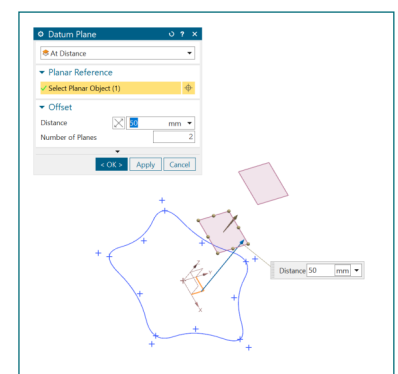 Datum Plane
At Distance
Planar Reference
Select Planar Object (1)
Offset
Distance 50 mm
Number of Planes 2
< OK > Apply Cancel
Distance 50 mm
X